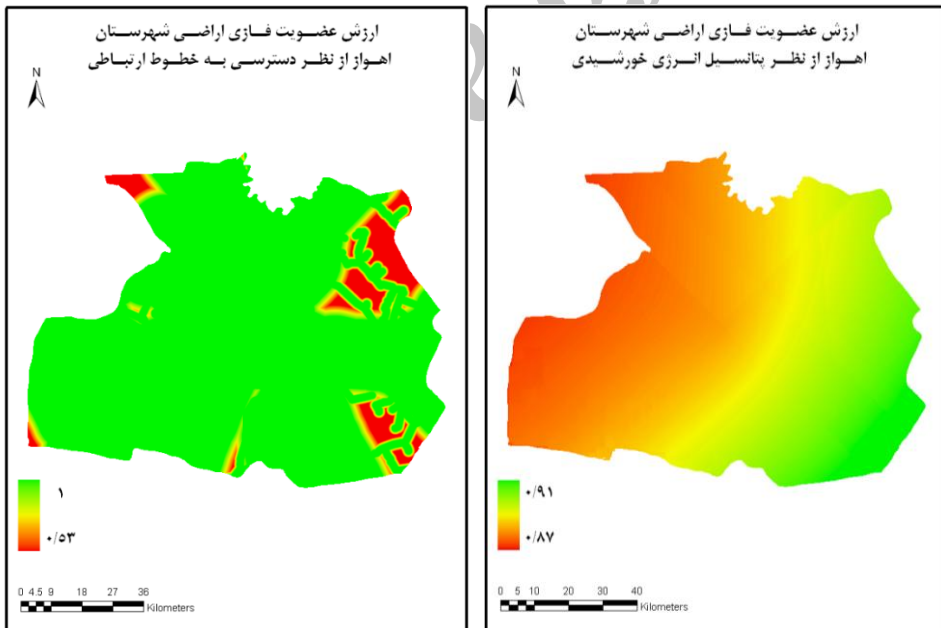 ارزش عضویت فازی اراضی شهرستان
اهواز از نظر پتانسیل انرژی خورشیدی
N
۰/۹۱
۰/۸۷
0 5 10 20 30 40
Kilometers
ارزش عضویت فازی اراضی شهرستان
اهواز از نظر دسترسی به خطوط ارتباطی
N
۱
۰/۵۳
0 4.5 9 18 27 36
Kilometers